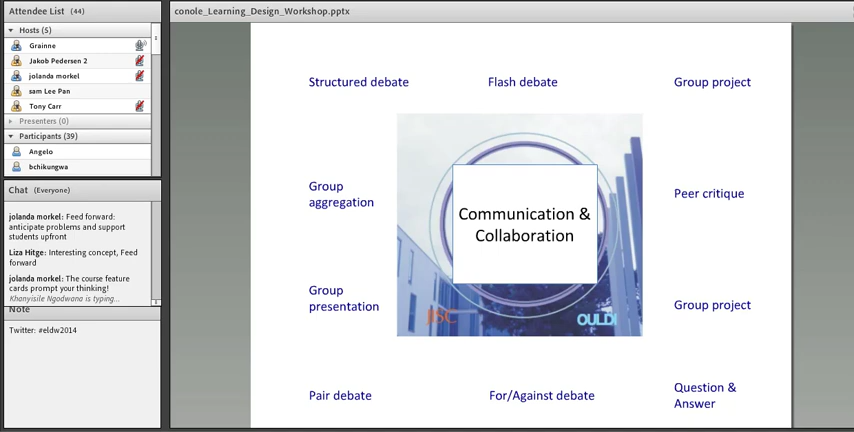 Attendee List (44)
Hosts (5)
Grainne
Jakob Pedersen 2
jolanda morkel
sam Lee Pan
Tony Carr
Presenters (0)
Participants (39)
Angelo
bchikungwa
Chat (Everyone)
jolanda morkel: Feed forward:
anticipate problems and support
students upfront
Liza Hitge: Interesting concept, Feed
forward
jolanda morkel: The course feature
cards prompt your thinking!
Khanyisile Ngodwana is typing...
Note
Twitter: #eldw2014
conole_Learning_Design_Workshop.pptx
Structured debate
Flash debate
Group project
Group
aggregation
Peer critique
Communication &
Collaboration
Group
presentation
Group project
JISC
OULDI
Pair debate
For/Against debate
Question &
Answer